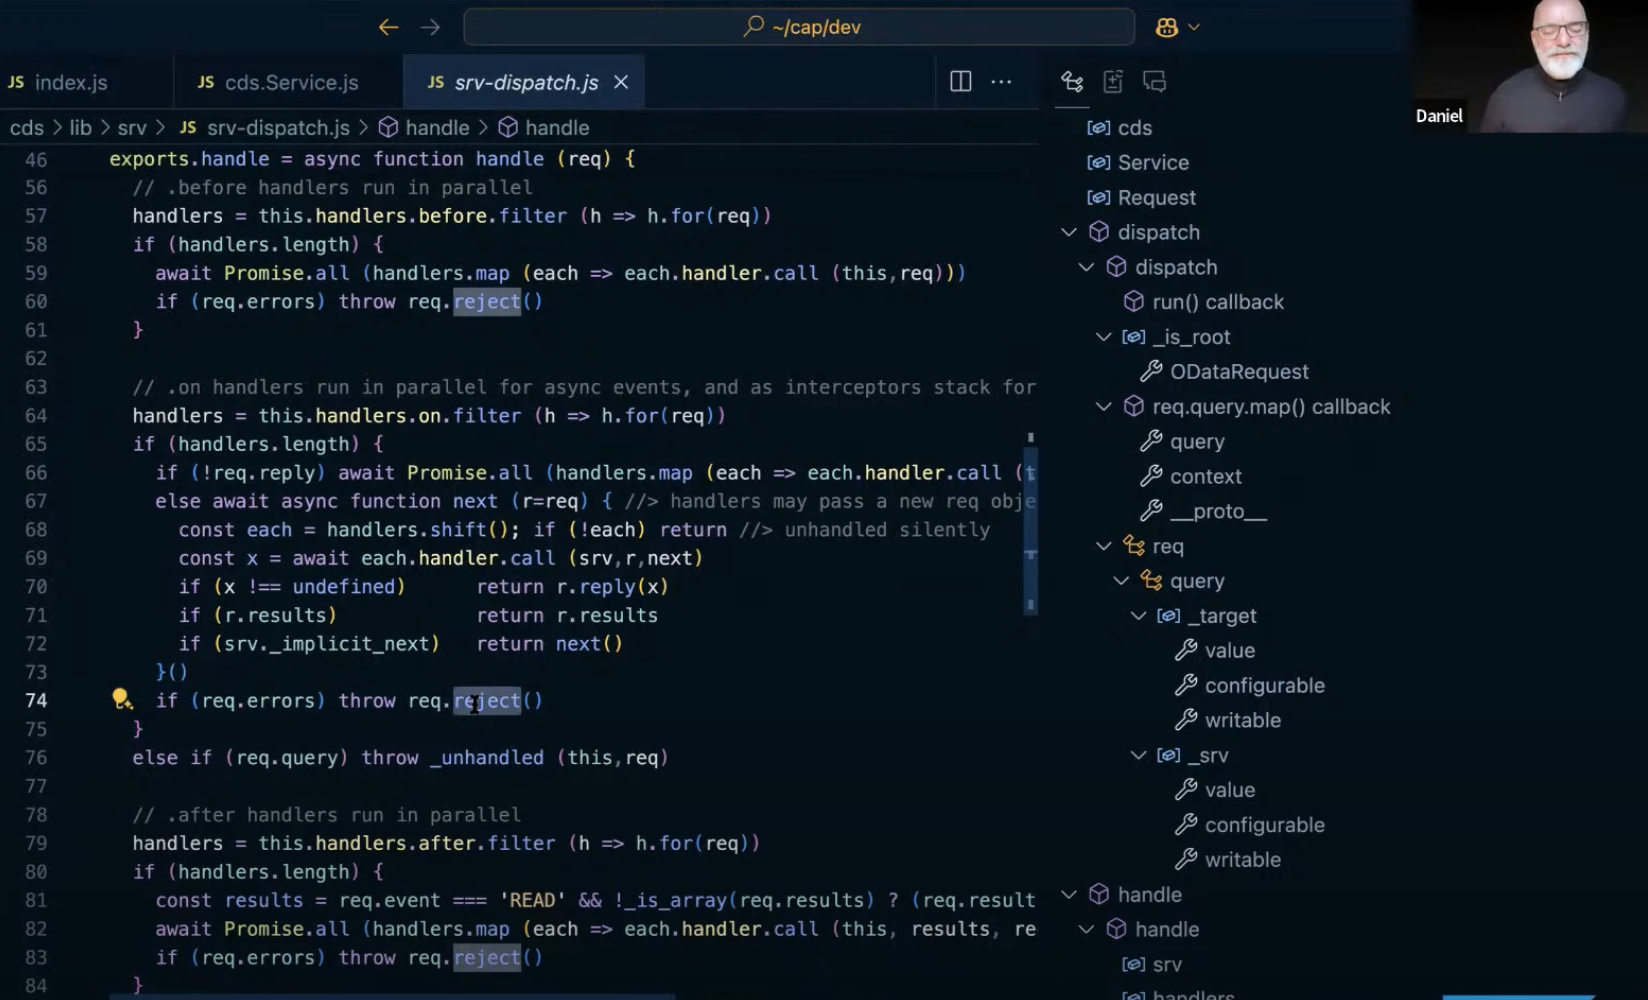 ~/cap/dev
JS index.js
JS cds.Service.js
JS srv-dispatch.js
cds > lib > srv > JS srv-dispatch.js > handle > handle
46 exports.handle = async function handle (req) {
56 // .before handlers run in parallel
57 handlers = this.handlers.before.filter (h => h.for(req))
58 if (handlers.length) {
59 await Promise.all (handlers.map (each => each.handler.call (this,req)))
60 if (req.errors) throw req.reject()
61 }
62
63 // .on handlers run in parallel for async events, and as interceptors stack for
64 handlers = this.handlers.on.filter (h => h.for(req))
65 if (handlers.length) {
66 if (!req.reply) await Promise.all (handlers.map (each => each.handler.call (t
67 else await async function next (r=req) { //> handlers may pass a new req obje
68 const each = handlers.shift(); if (!each) return //> unhandled silently
69 const x = await each.handler.call (srv,r,next)
70 if (x !== undefined) return r.reply(x)
71 if (r.results) return r.results
72 if (srv._implicit_next) return next()
73 }()
74 if (req.errors) throw req.reject()
75 }
76 else if (req.query) throw _unhandled (this,req)
77
78 // .after handlers run in parallel
79 handlers = this.handlers.after.filter (h => h.for(req))
80 if (handlers.length) {
81 const results = req.event === 'READ' && !_is_array(req.results) ? (req.result
82 await Promise.all (handlers.map (each => each.handler.call (this, results, re
83 if (req.errors) throw req.reject()
84 }
cds
Service
Request
dispatch
dispatch
run() callback
_is_root
ODataRequest
req.query.map() callback
query
context
__proto__
req
query
_target
value
configurable
writable
_srv
value
configurable
writable
handle
handle
srv
handlers
Daniel